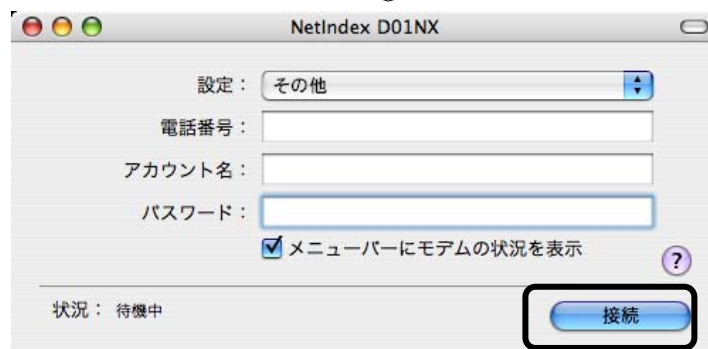 NetIndex D01NX
設定： その他
電話番号：
アカウント名：
パスワード：
メニューバーにモデムの状況を表示
?
状況： 待機中
接続